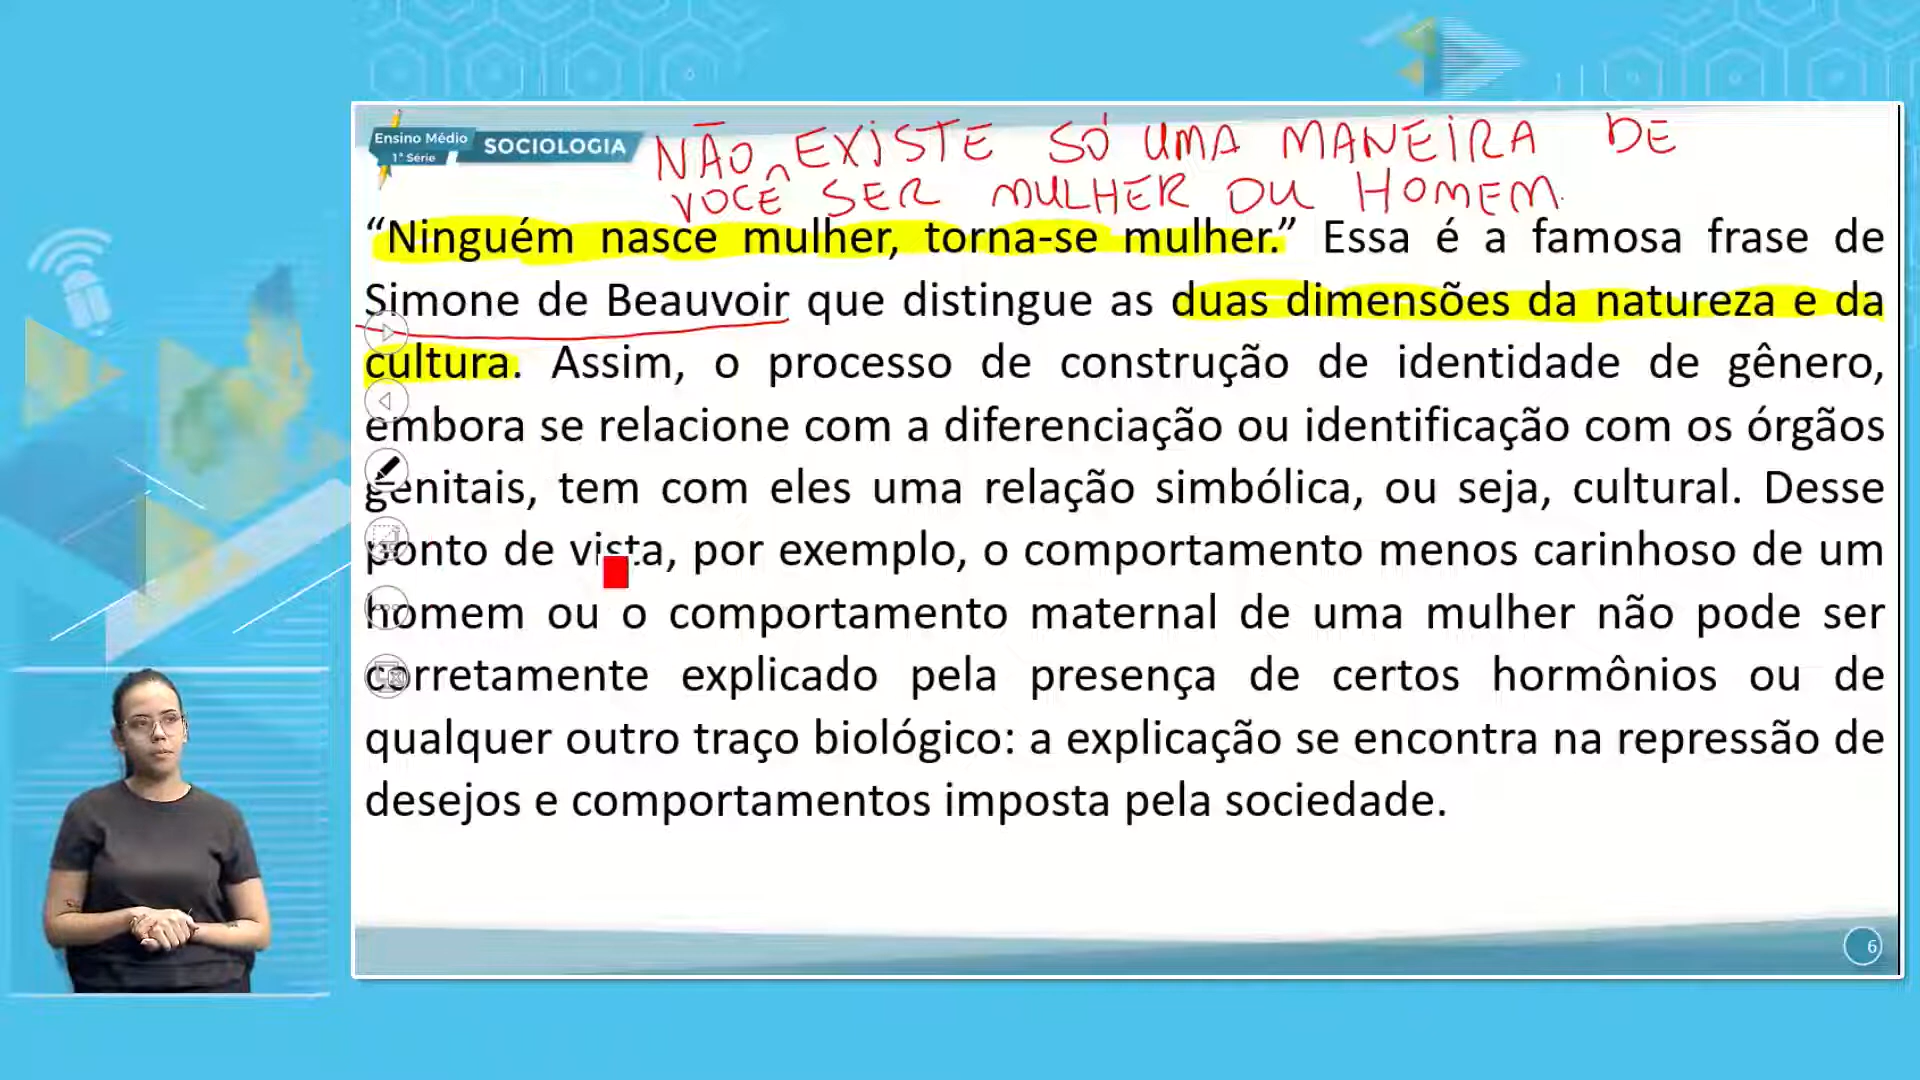 Ensino Médio
1ª Série
SOCIOLOGIA
NÃO EXISTE SÓ UMA MANEIRA DE
VOCÊ SER MULHER OU HOMEM.
“Ninguém nasce mulher, torna-se mulher.” Essa é a famosa frase de
Simone de Beauvoir que distingue as duas dimensões da natureza e da
cultura. Assim, o processo de construção de identidade de gênero,
embora se relacione com a diferenciação ou identificação com os órgãos
genitais, tem com eles uma relação simbólica, ou seja, cultural. Desse
ponto de vista, por exemplo, o comportamento menos carinhoso de um
homem ou o comportamento maternal de uma mulher não pode ser
corretamente explicado pela presença de certos hormônios ou de
qualquer outro traço biológico: a explicação se encontra na repressão de
desejos e comportamentos imposta pela sociedade.
6